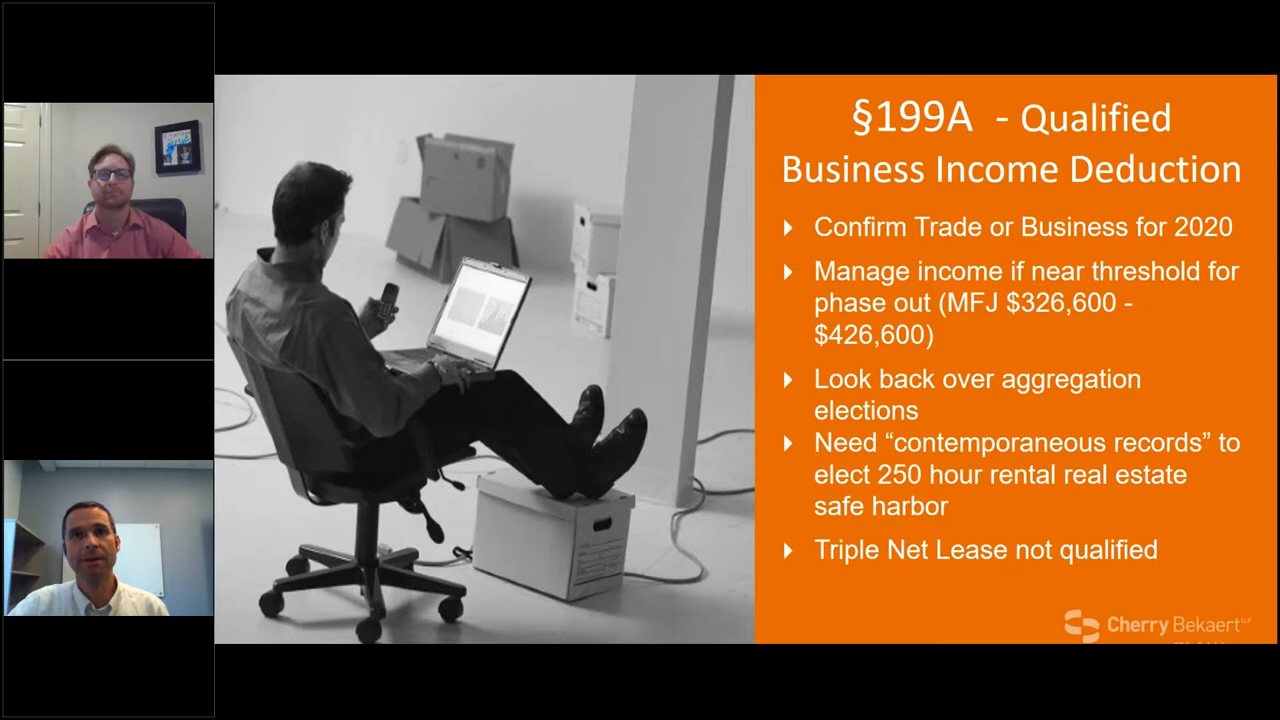 §199A - Qualified
Business Income Deduction
Confirm Trade or Business for 2020
Manage income if near threshold for
phase out (MFJ $326,600 -
$426,600)
Look back over aggregation
elections
Need “contemporaneous records” to
elect 250 hour rental real estate
safe harbor
Triple Net Lease not qualified
Cherry Bekaert LLP